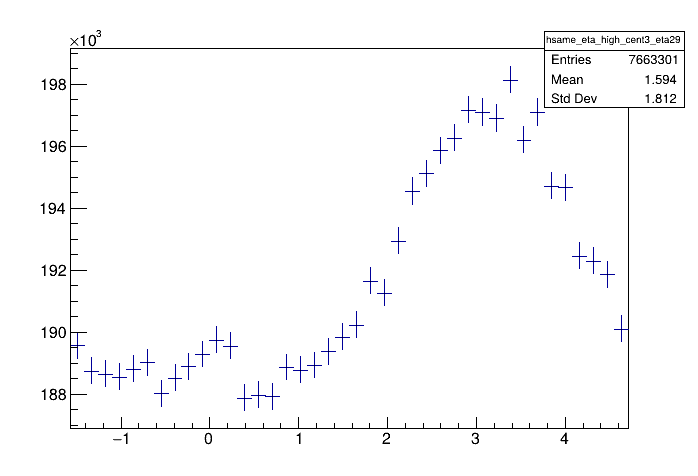 ×10³
hsame_eta_high_cent3_eta29
Entries 7663301
Mean 1.594
Std Dev 1.812
198
196
194
192
190
188
−1 0 1 2 3 4